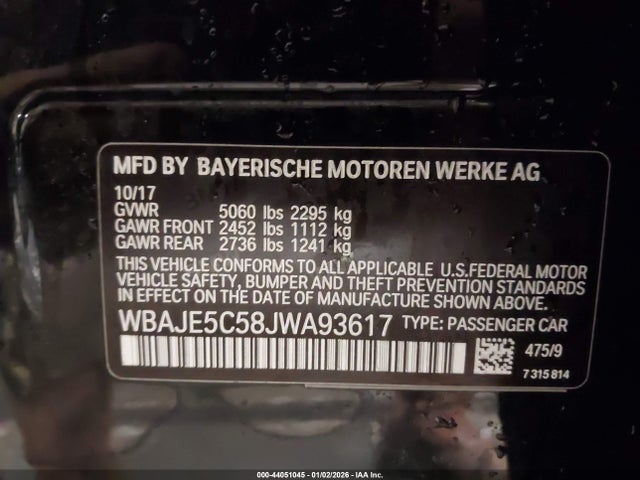 MFD BY BAYERISCHE MOTOREN WERKE AG
10/17
GVWR 5060 lbs 2295 kg
GAWR FRONT 2452 lbs 1112 kg
GAWR REAR 2736 lbs 1241 kg
THIS VEHICLE CONFORMS TO ALL APPLICABLE U.S.FEDERAL MOTOR
VEHICLE SAFETY, BUMPER AND THEFT PREVENTION STANDARDS
IN EFFECT ON THE DATE OF MANUFACTURE SHOWN ABOVE.
WBAJE5C58JWA93617 TYPE: PASSENGER CAR
475/9
7 315 814
000-44051045 - 01/02/2026 - IAA Inc.